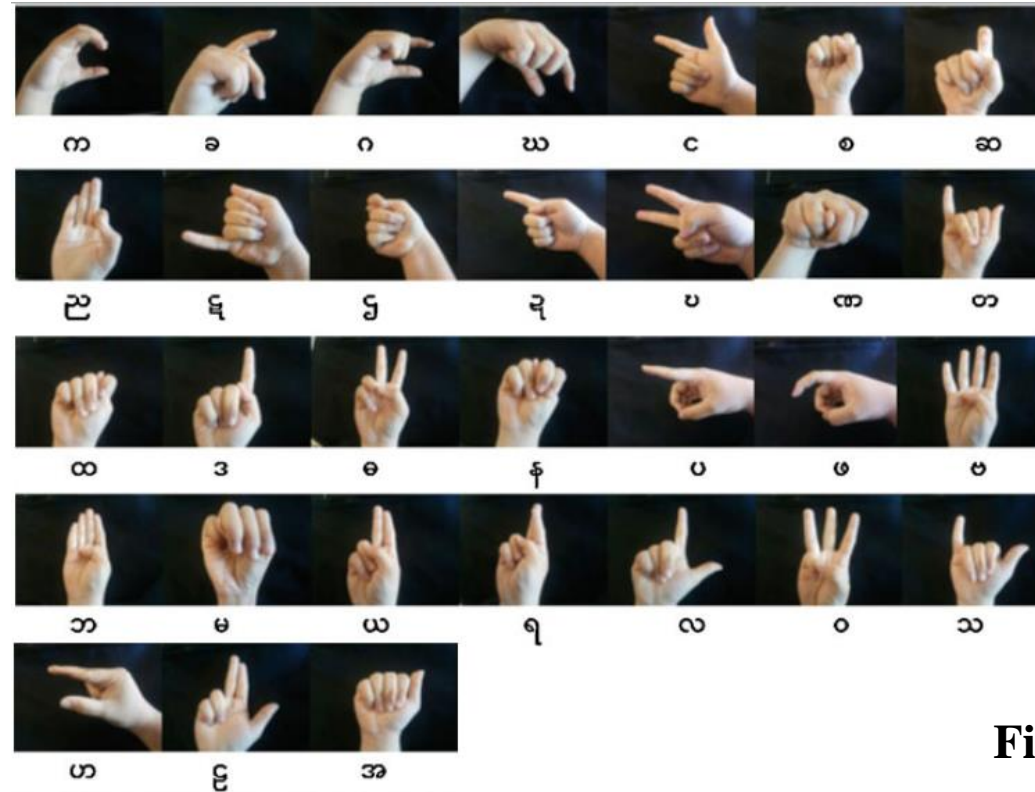 က ခ ဂ ဃ င စ ဆ
ည ဋ ဌ ဍ ဎ ဏ တ
ထ ဒ ဓ န ပ ဖ ဗ
ဘ မ ယ ရ လ ဝ သ
ဟ ဠ အ
Fi